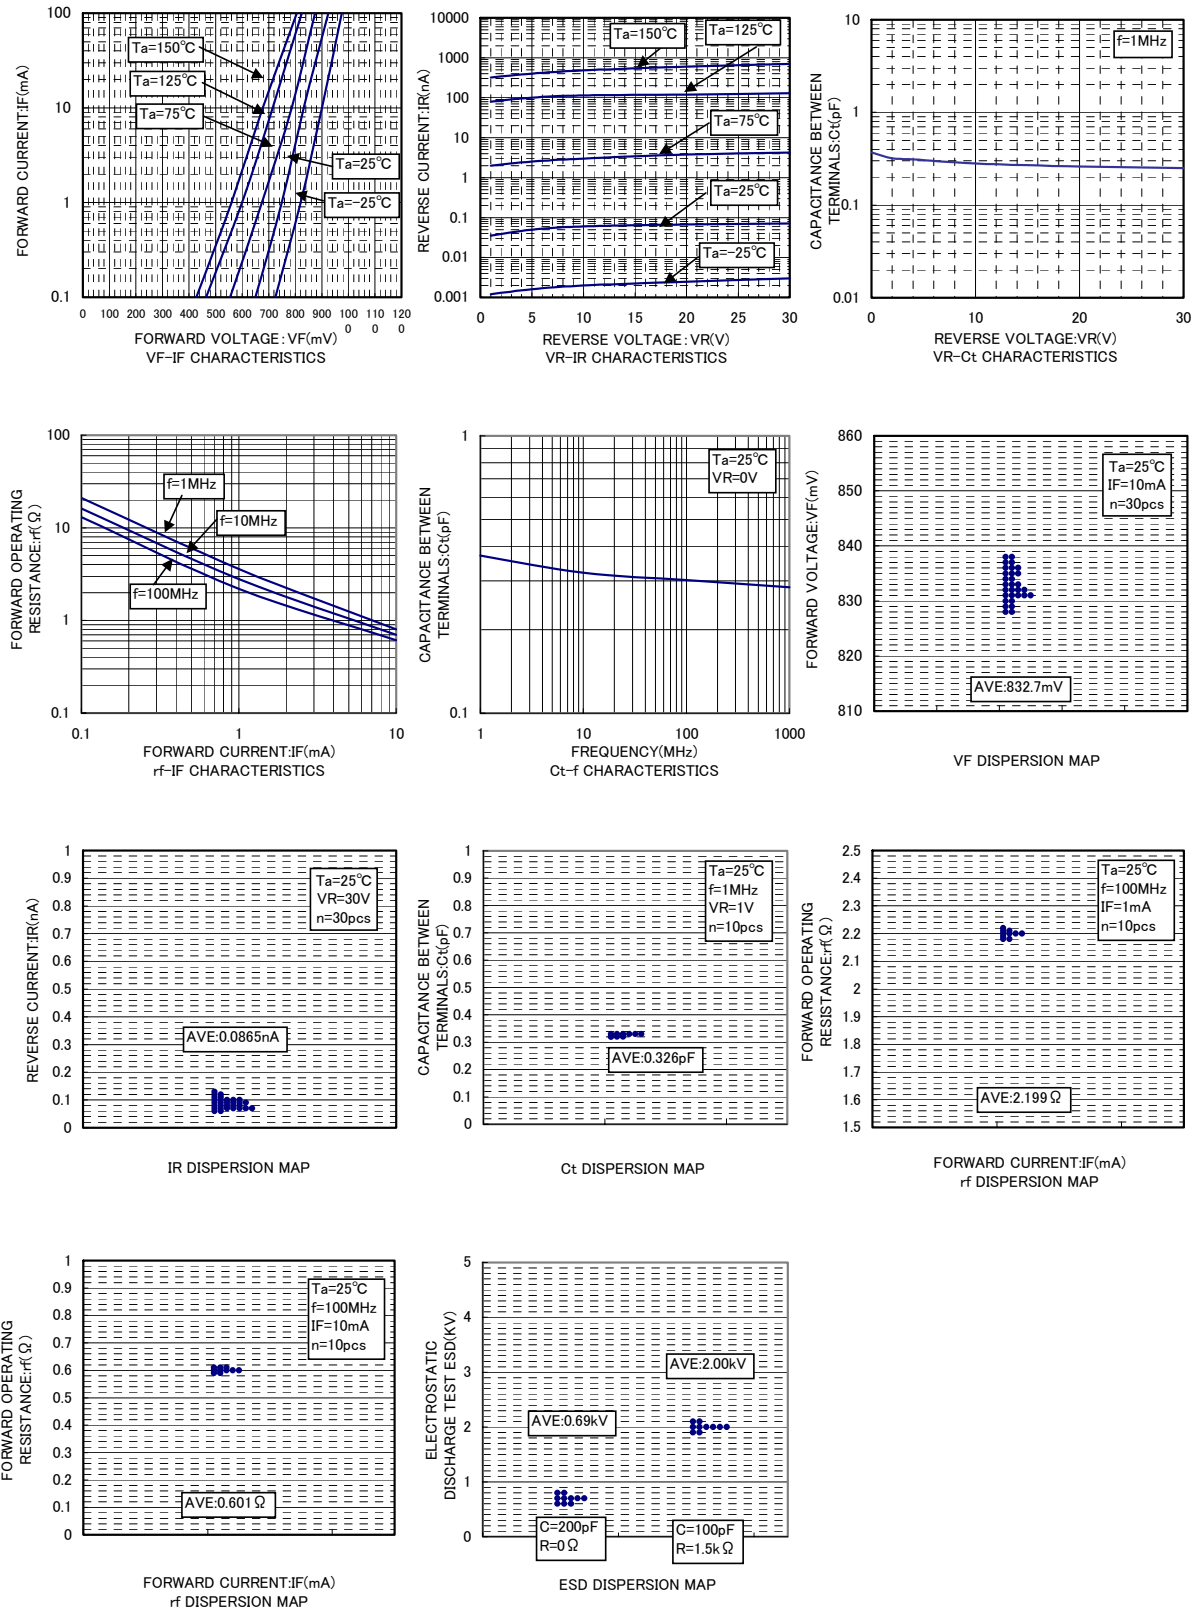 100
10
1
0.1
FORWARD CURRENT:IF(mA)
Ta=150℃
Ta=125℃
Ta=75℃
Ta=25℃
Ta=−25℃
0 100 200 300 400 500 600 700 800 900 100 110 120
0 0 0
FORWARD VOLTAGE:VF(mV)
VF-IF CHARACTERISTICS
10000
1000
100
10
1
0.1
0.01
0.001
REVERSE CURRENT:IR(nA)
Ta=150℃
Ta=125℃
Ta=75℃
Ta=25℃
Ta=−25℃
0 5 10 15 20 25 30
REVERSE VOLTAGE:VR(V)
VR-IR CHARACTERISTICS
10
1
0.1
0.01
CAPACITANCE BETWEEN
TERMINALS:Ct(pF)
f=1MHz
0 10 20 30
REVERSE VOLTAGE:VR(V)
VR-Ct CHARACTERISTICS
100
10
1
0.1
FORWARD OPERATING
RESISTANCE:rf(Ω)
f=1MHz
f=10MHz
f=100MHz
0.1 1 10
FORWARD CURRENT:IF(mA)
rf-IF CHARACTERISTICS
1
0.1
CAPACITANCE BETWEEN
TERMINALS:Ct(pF)
Ta=25℃
VR=0V
1 10 100 1000
FREQUENCY(MHz)
Ct-f CHARACTERISTICS
860
850
840
830
820
810
FORWARD VOLTAGE:VF(mV)
Ta=25℃
IF=10mA
n=30pcs
AVE:832.7mV
VF DISPERSION MAP
1
0.9
0.8
0.7
0.6
0.5
0.4
0.3
0.2
0.1
0
REVERSE CURRENT:IR(nA)
Ta=25℃
VR=30V
n=30pcs
AVE:0.0865nA
IR DISPERSION MAP
1
0.9
0.8
0.7
0.6
0.5
0.4
0.3
0.2
0.1
0
CAPACITANCE BETWEEN
TERMINALS:Ct(pF)
Ta=25℃
f=1MHz
VR=1V
n=10pcs
AVE:0.326pF
Ct DISPERSION MAP
2.5
2.4
2.3
2.2
2.1
2
1.9
1.8
1.7
1.6
1.5
FORWARD OPERATING
RESISTANCE:rf(Ω)
Ta=25℃
f=100MHz
IF=1mA
n=10pcs
AVE:2.199Ω
FORWARD CURRENT:IF(mA)
rf DISPERSION MAP
1
0.9
0.8
0.7
0.6
0.5
0.4
0.3
0.2
0.1
0
FORWARD OPERATING
RESISTANCE:rf(Ω)
Ta=25℃
f=100MHz
IF=10mA
n=10pcs
AVE:0.601Ω
FORWARD CURRENT:IF(mA)
rf DISPERSION MAP
5
4
3
2
1
0
ELECTROSTATIC
DISCHARGE TEST ESD(KV)
AVE:2.00kV
AVE:0.69kV
C=200pF
R=0Ω
C=100pF
R=1.5kΩ
ESD DISPERSION MAP